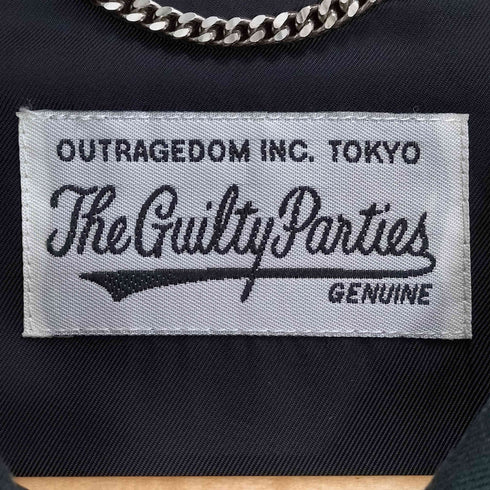 OUTRAGEDOM INC. TOKYO
The Guilty Parties
GENUINE